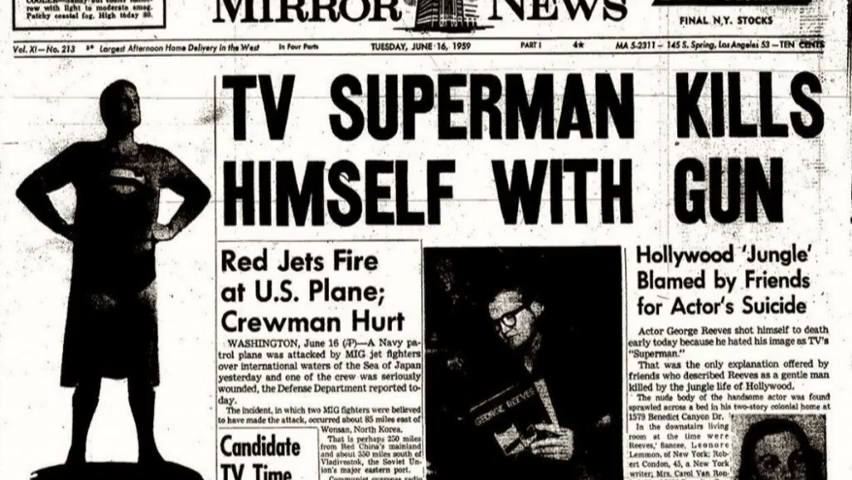 COOLER—Sunny but cooler tomor-
row with light to moderate smog.
Patchy coastal fog. High today 80.
MIRROR NEWS
FINAL N.Y. STOCKS
Vol. XI—No. 213 Largest Afternoon Home Delivery in the West In Four Parts TUESDAY, JUNE 16, 1959 PART I 4★ MA 5-2311 — 145 S. Spring, Los Angeles 53 —TEN CENTS
TV SUPERMAN KILLS
HIMSELF WITH GUN
Red Jets Fire
at U.S. Plane;
Crewman Hurt
WASHINGTON, June 16 (P)—A Navy pa-
trol plane was attacked by MIG jet fighters
over international waters of the Sea of Japan
yesterday and one of the crew was seriously
wounded, the Defense Department reported to-
day.
The incident, in which two MIG fighters were believed
to have made the attack, occurred about 85 miles east of
Wonsan, North Korea.
That is perhaps 250 miles
from Red China's mainland
and about 350 miles south of
Vladivostok, the Soviet Un-
ion's major eastern port.
Candidate
TV Time
GEORGE REEVES
Hollywood 'Jungle'
Blamed by Friends
for Actor's Suicide
Actor George Reeves shot himself to death
early today because he hated his image as TV's
"Superman."
That was the only explanation offered by
friends who described Reeves as a gentle man
killed by the jungle life of Hollywood.
The nude body of the handsome actor was found
sprawled across a bed in his two-story colonial home at
1579 Benedict Canyon Dr.
In the downstairs living
room at the time were
Reeves' fiancee, Leonore
Lemmon, of New York; Rob-
ert Condon, 45, a New York
writer; Mrs. Carol Van Ron-